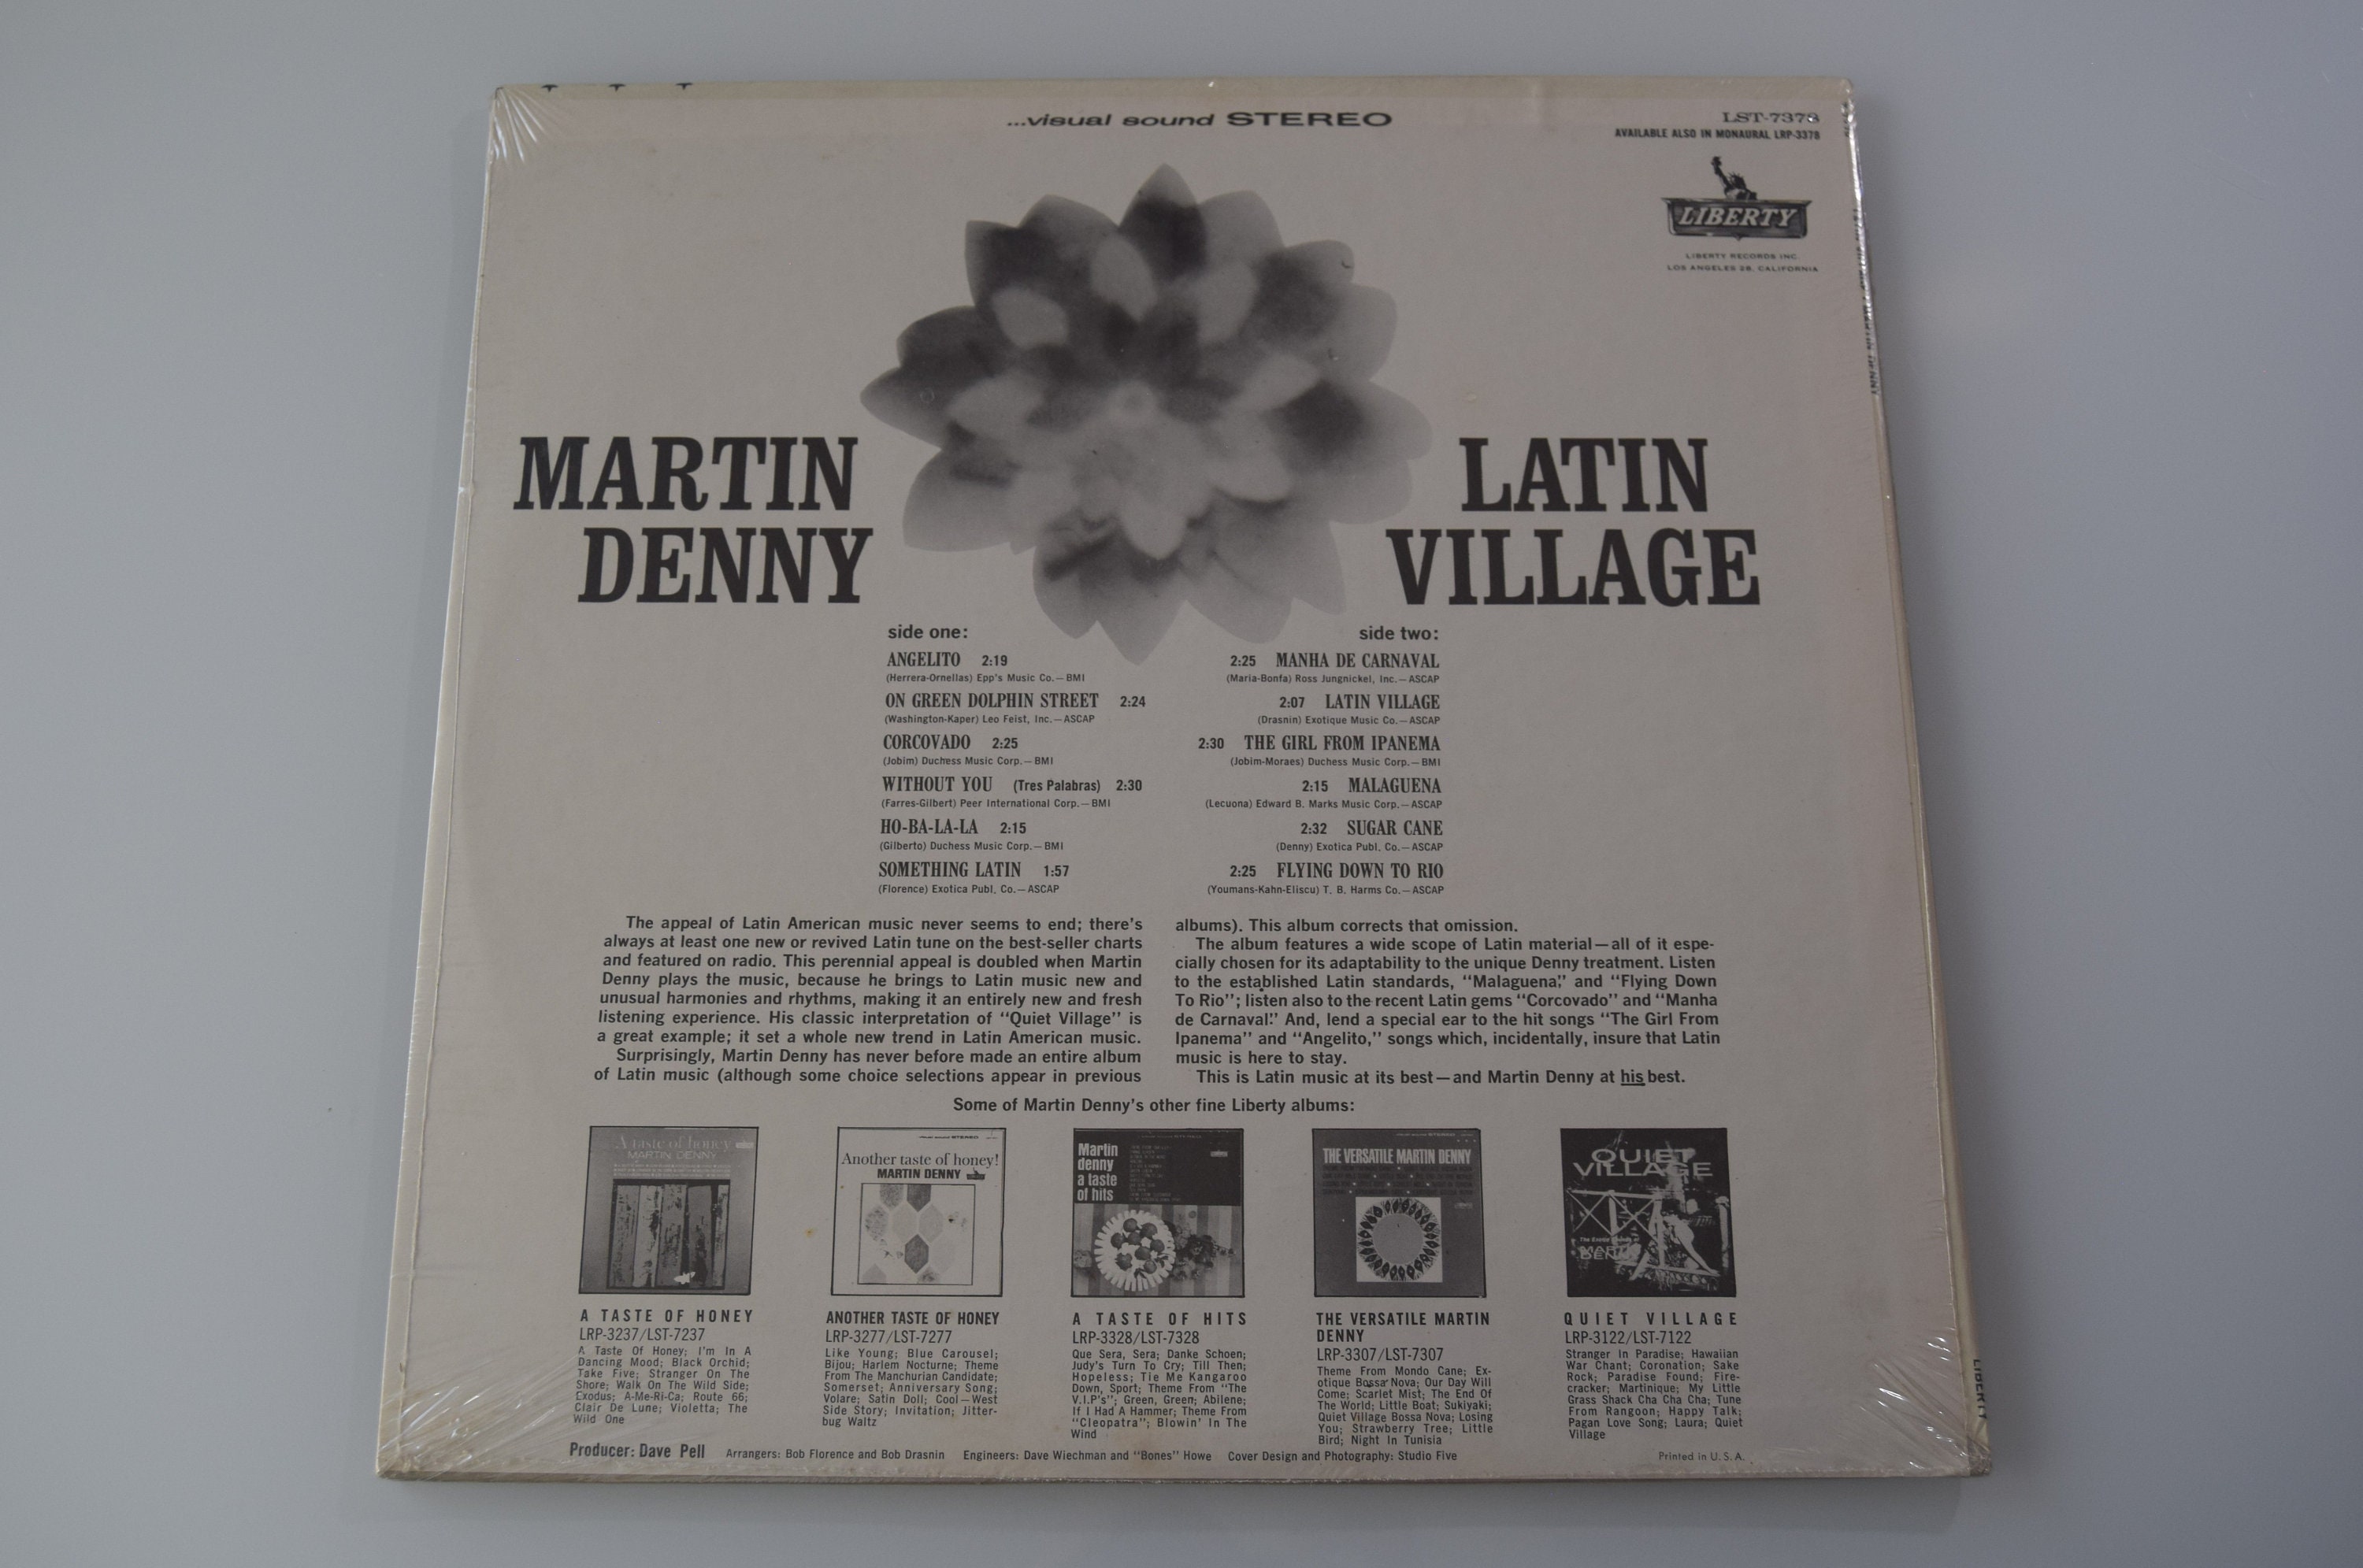 ...visual sound STEREO
LST-7378
AVAILABLE ALSO IN MONAURAL LRP-3378
LIBERTY
LIBERTY RECORDS INC.
LOS ANGELES 28, CALIFORNIA
MARTIN
DENNY
LATIN
VILLAGE
side one:
ANGELITO 2:19
(Herrera-Ornellas) Epp's Music Co.—BMI
ON GREEN DOLPHIN STREET 2:24
(Washington-Kaper) Leo Feist, Inc.—ASCAP
CORCOVADO 2:25
(Jobim) Duchess Music Corp.—BMI
WITHOUT YOU (Tres Palabras) 2:30
(Farres-Gilbert) Peer International Corp.—BMI
HO-BA-LA-LA 2:15
(Gilberto) Duchess Music Corp.—BMI
SOMETHING LATIN 1:57
(Florence) Exotica Publ. Co.—ASCAP
side two:
2:25 MANHA DE CARNAVAL
(Maria-Bonfa) Ross Jungnickel, Inc.—ASCAP
2:07 LATIN VILLAGE
(Drasnin) Exotique Music Co.—ASCAP
2:30 THE GIRL FROM IPANEMA
(Jobim-Moraes) Duchess Music Corp.—BMI
2:15 MALAGUENA
(Lecuona) Edward B. Marks Music Corp.—ASCAP
2:32 SUGAR CANE
(Denny) Exotica Publ. Co.—ASCAP
2:25 FLYING DOWN TO RIO
(Youmans-Kahn-Eliscu) T. B. Harms Co.—ASCAP
The appeal of Latin American music never seems to end; there's
always at least one new or revived Latin tune on the best-seller charts
and featured on radio. This perennial appeal is doubled when Martin
Denny plays the music, because he brings to Latin music new and
unusual harmonies and rhythms, making it an entirely new and fresh
listening experience. His classic interpretation of "Quiet Village" is
a great example; it set a whole new trend in Latin American music.
Surprisingly, Martin Denny has never before made an entire album
of Latin music (although some choice selections appear in previous
albums). This album corrects that omission.
The album features a wide scope of Latin material—all of it espe-
cially chosen for its adaptability to the unique Denny treatment. Listen
to the established Latin standards, "Malaguena," and "Flying Down
To Rio"; listen also to the recent Latin gems "Corcovado" and "Manha
de Carnaval." And, lend a special ear to the hit songs "The Girl From
Ipanema" and "Angelito," songs which, incidentally, insure that Latin
music is here to stay.
This is Latin music at its best—and Martin Denny at his best.
Some of Martin Denny's other fine Liberty albums:
A taste of honey
MARTIN DENNY
A TASTE OF HONEY
LRP-3237/LST-7237
A Taste Of Honey; I'm In A
Dancing Mood; Black Orchid;
Take Five; Stranger On The
Shore; Walk On The Wild Side;
Exodus; A-Me-Ri-Ca; Route 66;
Clair De Lune; Violetta; The
Wild One
Another taste of honey!
MARTIN DENNY
ANOTHER TASTE OF HONEY
LRP-3277/LST-7277
Like Young; Blue Carousel;
Bijou; Harlem Nocturne; Theme
From The Manchurian Candidate;
Somerset; Anniversary Song;
Volare; Satin Doll; Cool—West
Side Story; Invitation; Jitter-
bug Waltz
Martin
denny
a taste
of hits
A TASTE OF HITS
LRP-3328/LST-7328
Que Sera, Sera; Danke Schoen;
Judy's Turn To Cry; Till Then;
Hopeless; Tie Me Kangaroo
Down, Sport; Theme From "The
V.I.P's"; Green, Green; Abilene;
If I Had A Hammer; Theme From
"Cleopatra"; Blowin' In The
Wind
THE VERSATILE MARTIN DENNY
THE VERSATILE MARTIN
DENNY
LRP-3307/LST-7307
Theme From Mondo Cane; Ex-
otique Bossa Nova; Our Day Will
Come; Scarlet Mist; The End Of
The World; Little Boat; Sukiyaki;
Quiet Village Bossa Nova; Losing
You; Strawberry Tree; Little
Bird; Night In Tunisia
QUIET
VILLAGE
The Exotic Sounds of
MARTIN
DENNY
QUIET VILLAGE
LRP-3122/LST-7122
Stranger In Paradise; Hawaiian
War Chant; Coronation; Sake
Rock; Paradise Found; Fire-
cracker; Martinique; My Little
Grass Shack Cha Cha Cha; Tune
From Rangoon; Happy Talk;
Pagan Love Song; Laura; Quiet
Village
Producer: Dave Pell Arrangers: Bob Florence and Bob Drasnin Engineers: Dave Wiechman and "Bones" Howe Cover Design and Photography: Studio Five
Printed in U.S.A.
LIBERTY